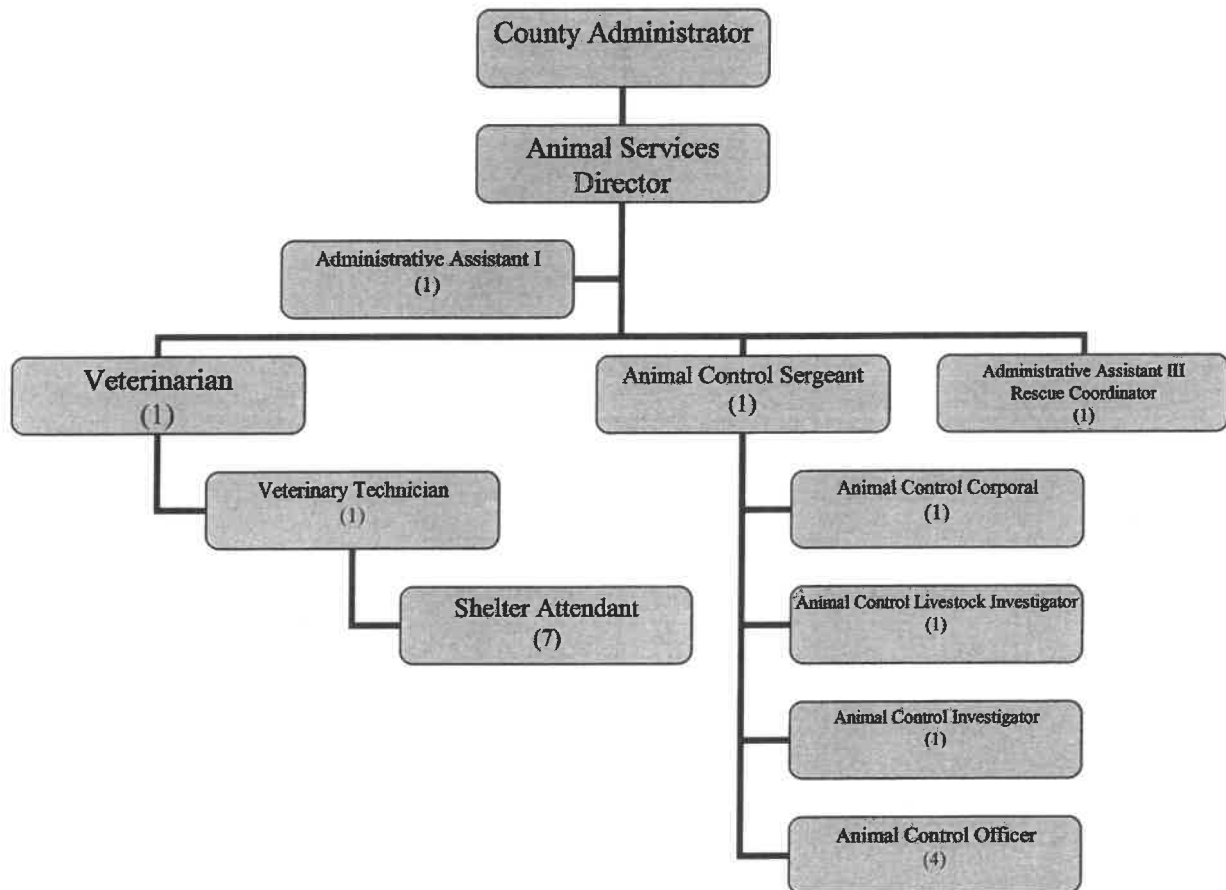 County Administrator
Animal Services
Director
Administrative Assistant I
(1)
Veterinarian
(1)
Animal Control Sergeant
(1)
Administrative Assistant III
Rescue Coordinator
(1)
Veterinary Technician
(1)
Shelter Attendant
(7)
Animal Control Corporal
(1)
Animal Control Livestock Investigator
(1)
Animal Control Investigator
(1)
Animal Control Officer
(4)